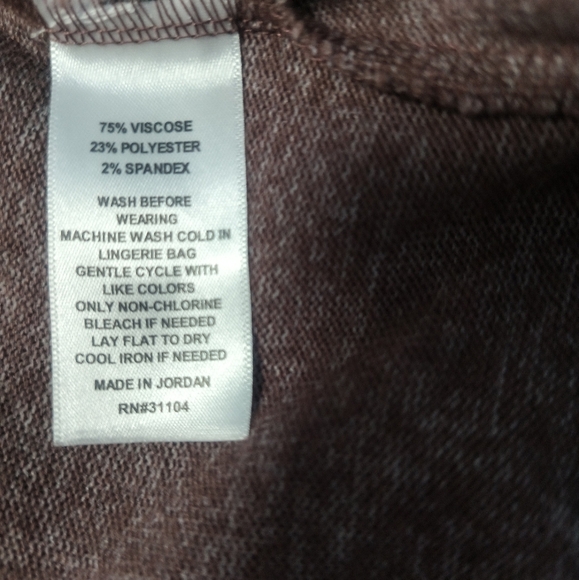 75% VISCOSE
23% POLYESTER
2% SPANDEX
WASH BEFORE
WEARING
MACHINE WASH COLD IN
LINGERIE BAG
GENTLE CYCLE WITH
LIKE COLORS
ONLY NON-CHLORINE
BLEACH IF NEEDED
LAY FLAT TO DRY
COOL IRON IF NEEDED
MADE IN JORDAN
RN#31104